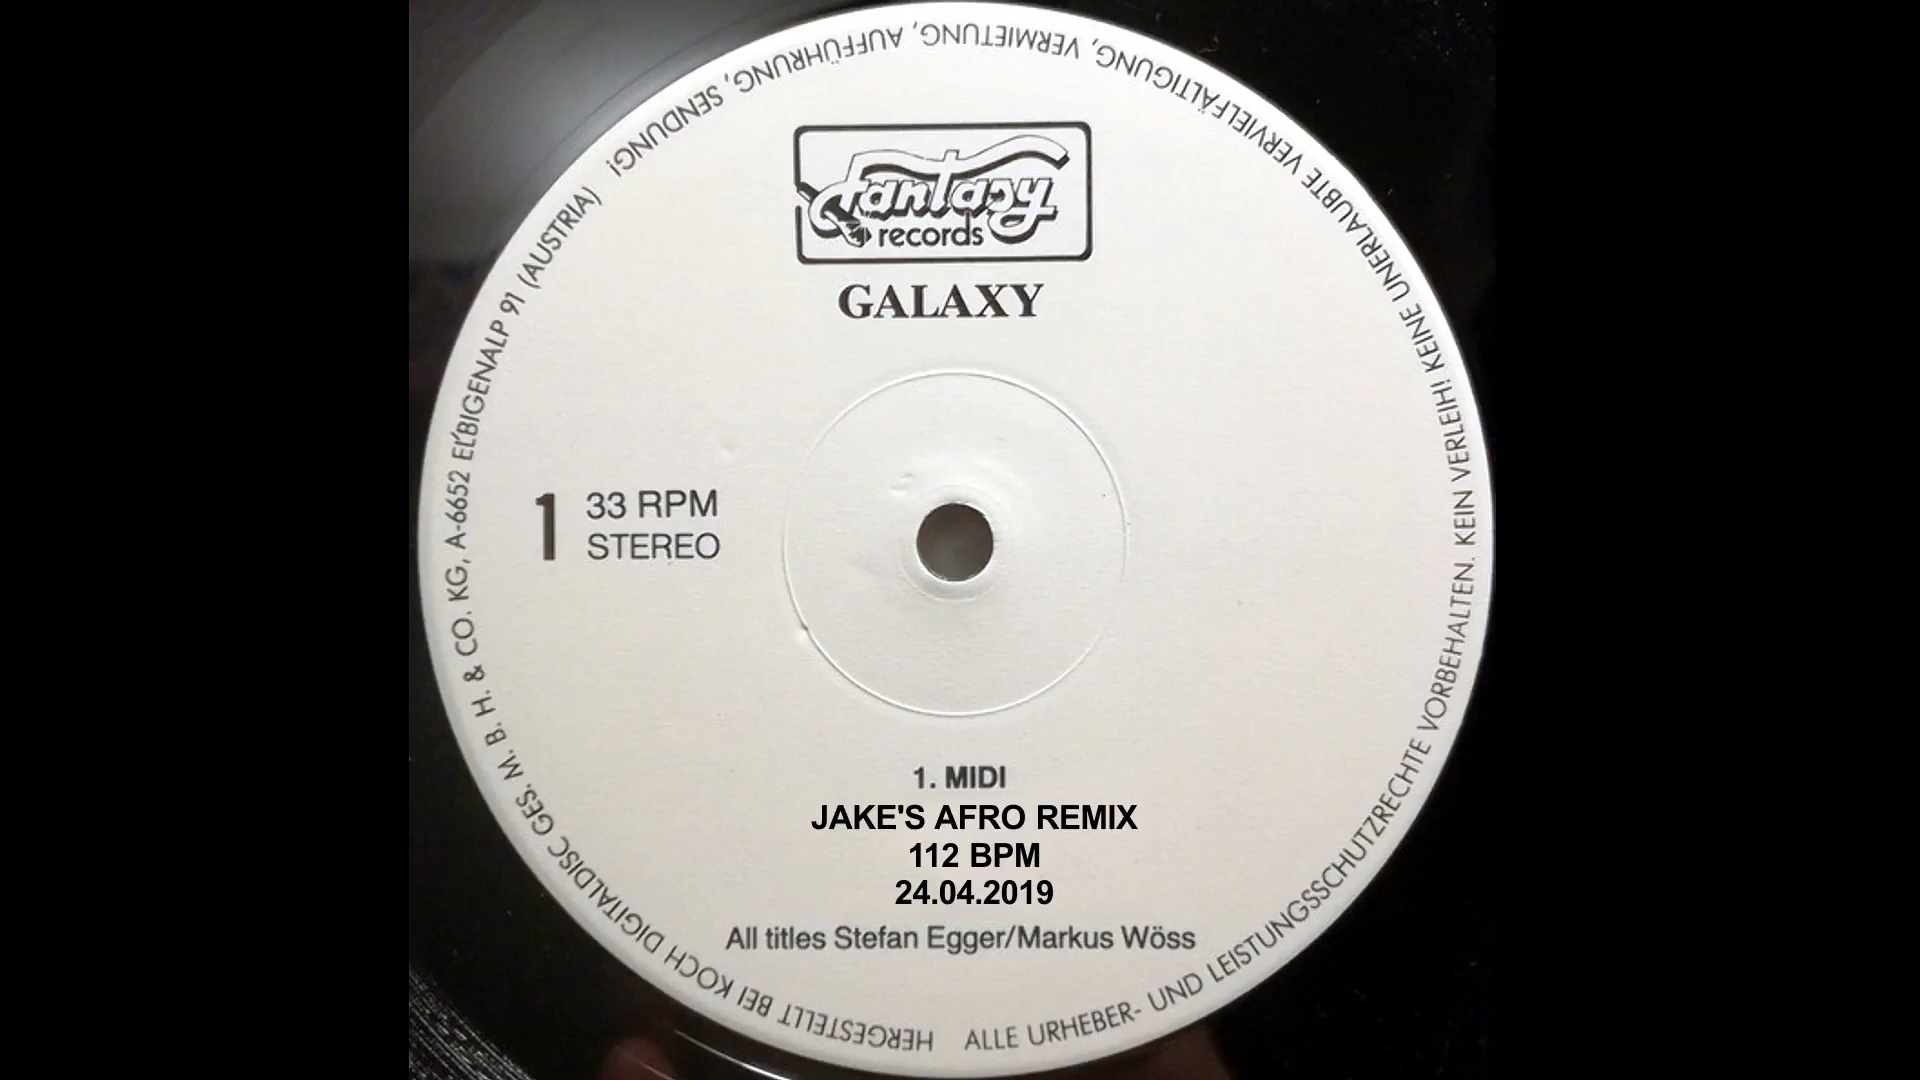 fantasy
records
GALAXY
1
33 RPM
STEREO
1. MIDI
JAKE'S AFRO REMIX
112 BPM
24.04.2019
All titles Stefan Egger/Markus Wöss
HERGESTELLT BEI KOCH DIGITALDISC GES. M. B. H. & CO. KG, A-6652 ELBIGENALP 91 (AUSTRIA)
ALLE URHEBER- UND LEISTUNGSSCHUTZRECHTE VORBEHALTEN. KEIN VERLEIH! KEINE UNERLAUBTE VERVIELFÄLTIGUNG, VERMIETUNG, AUFFÜHRUNG, SENDUNG!